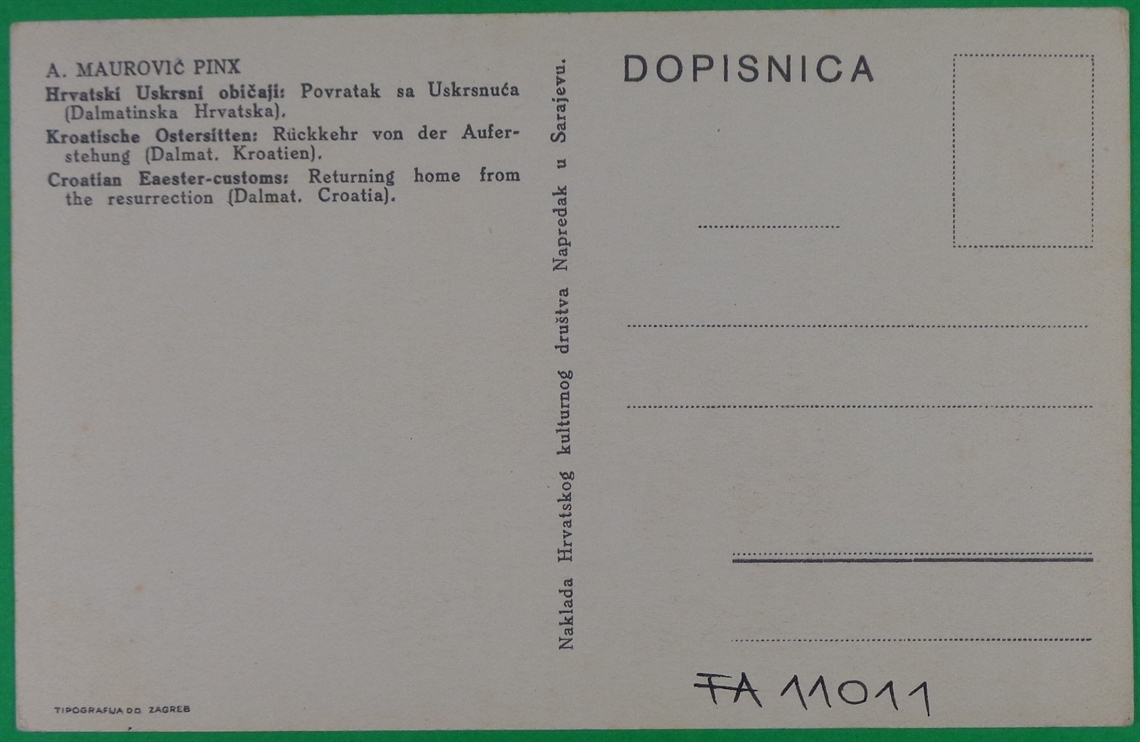 A. MAUROVIĆ PINX
Hrvatski Uskrsni običaji: Povratak sa Uskrsnuća
(Dalmatinska Hrvatska).
Kroatische Ostersitten: Rückkehr von der Aufer-
stehung (Dalmat. Kroatien).
Croatian Eaester-customs: Returning home from
the resurrection (Dalmat. Croatia).
TIPOGRAFIJA D.D. ZAGREB
Naklada Hrvatskog kulturnog društva Napredak u Sarajevu.
DOPISNICA
FA 11011